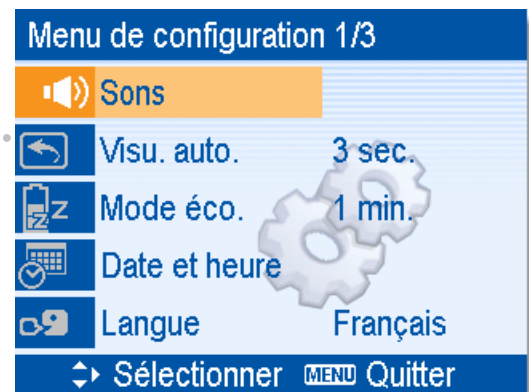 Menu de configuration 1/3
Sons
Visu. auto. 3 sec.
Mode éco. 1 min.
Date et heure
Langue Français
Sélectionner MENU Quitter